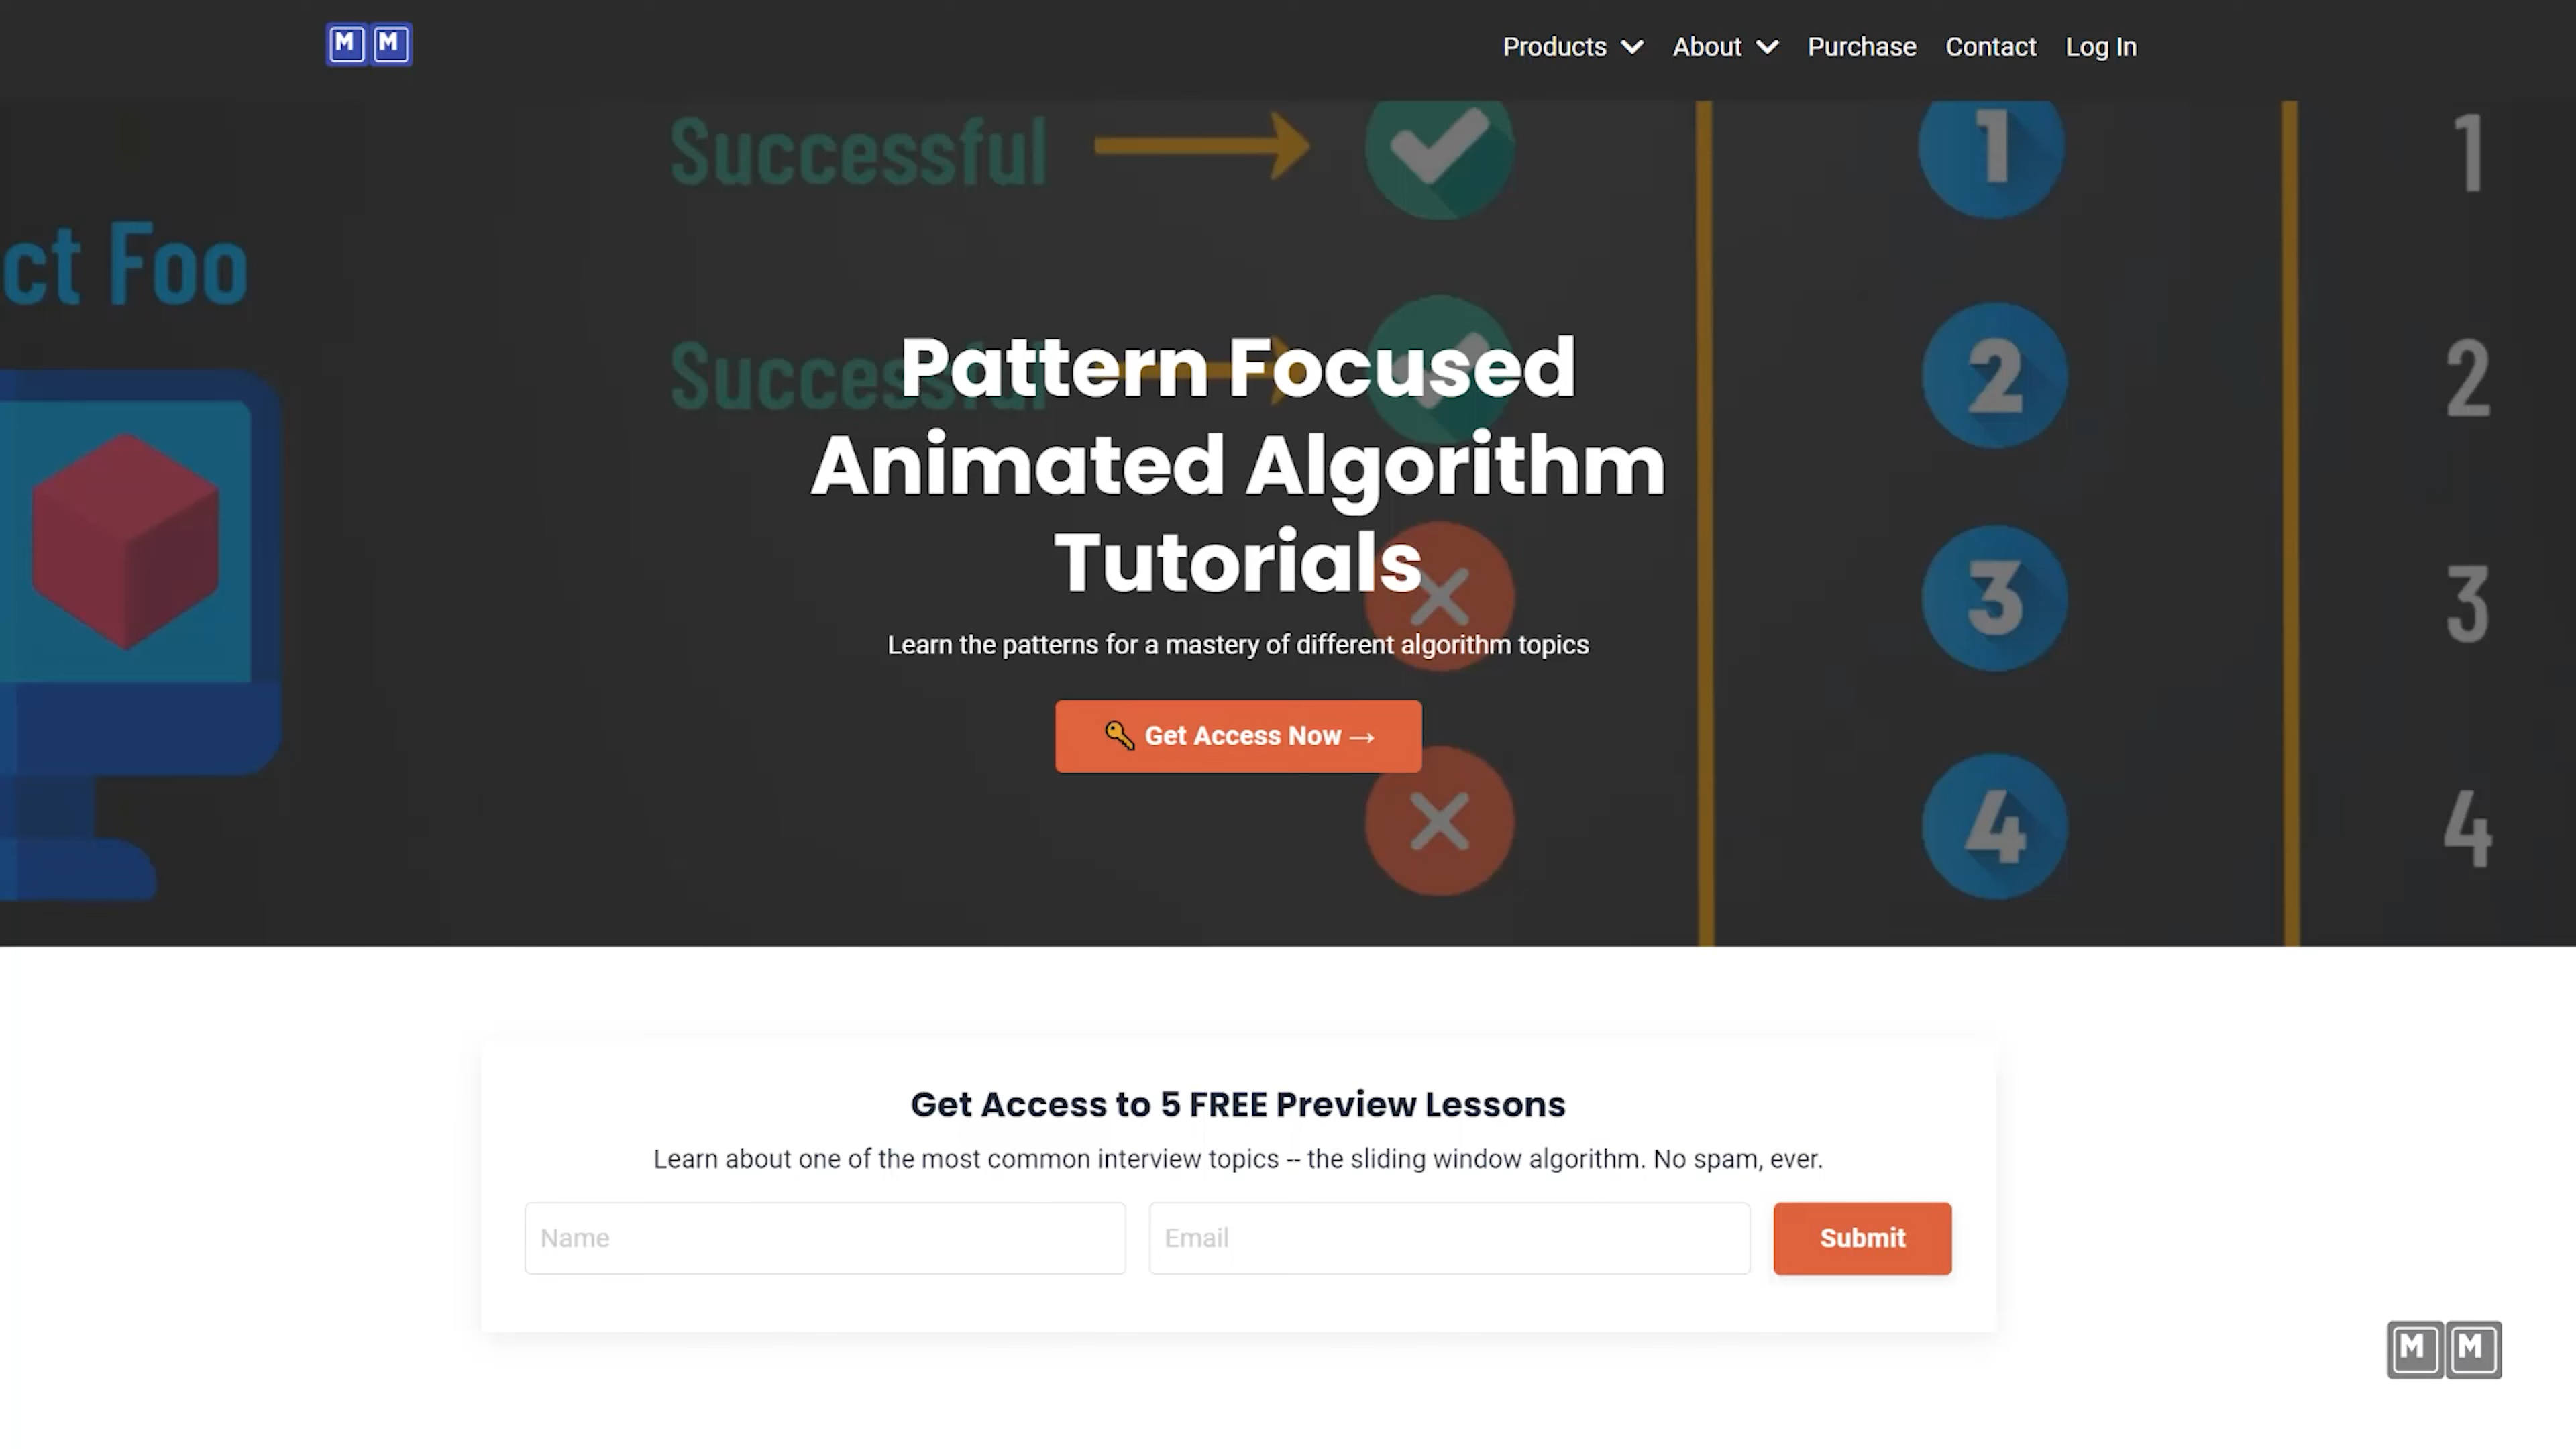 M M
Products About Purchase Contact Log In
Successful 1 1
ct Foo
Successful 2 2
Pattern Focused
Animated Algorithm
Tutorials
3 3
Learn the patterns for a mastery of different algorithm topics
Get Access Now →
4 4
Get Access to 5 FREE Preview Lessons
Learn about one of the most common interview topics -- the sliding window algorithm. No spam, ever.
Name Email Submit
M M